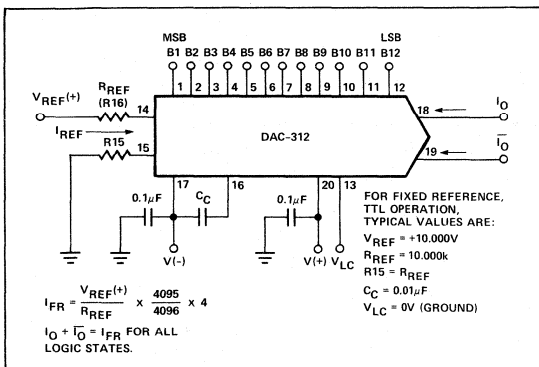 MSB LSB
B1 B2 B3 B4 B5 B6 B7 B8 B9 B10 B11 B12
1 2 3 4 5 6 7 8 9 10 11 12
VREF(+) RREF (R16) 14
IREF
R15 15
DAC-312
18 IO
19 IO̅
17 16 20 13
0.1μF CC 0.1μF
V(-) V(+) VLC
FOR FIXED REFERENCE,
TTL OPERATION,
TYPICAL VALUES ARE:
VREF = +10.000V
RREF = 10.000k
R15 = RREF
CC = 0.01μF
VLC = 0V (GROUND)
IFR = VREF(+)/RREF x 4095/4096 x 4
IO + IO̅ = IFR FOR ALL
LOGIC STATES.